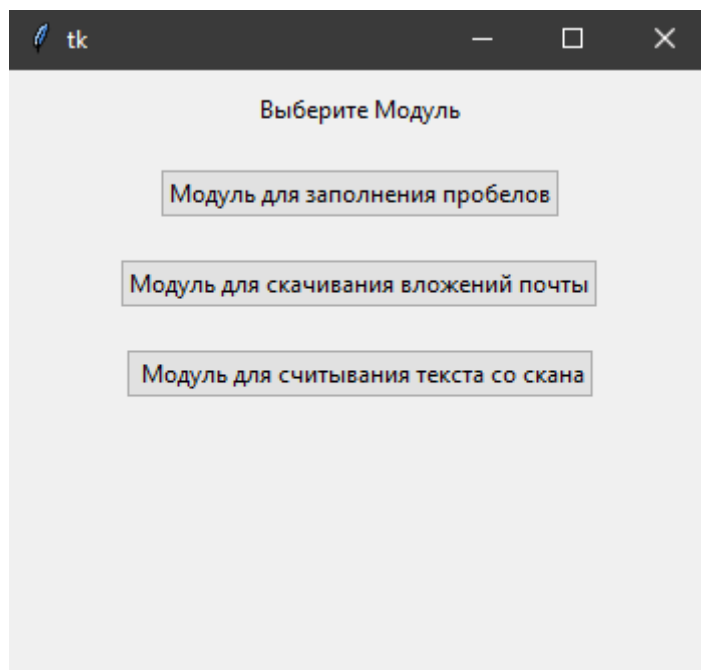 tk
Выберите Модуль
Модуль для заполнения пробелов
Модуль для скачивания вложений почты
Модуль для считывания текста со скана